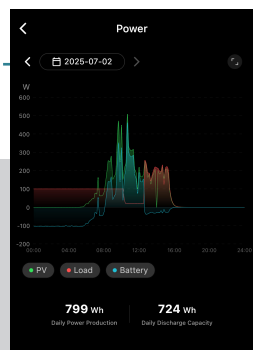 Power
2025-07-02
W
600
500
400
300
200
100
0
-100
-200
00:00 04:00 08:00 12:00 16:00 20:00 24:00
PV Load Battery
799 Wh 724 Wh
Daily Power Production Daily Discharge Capacity